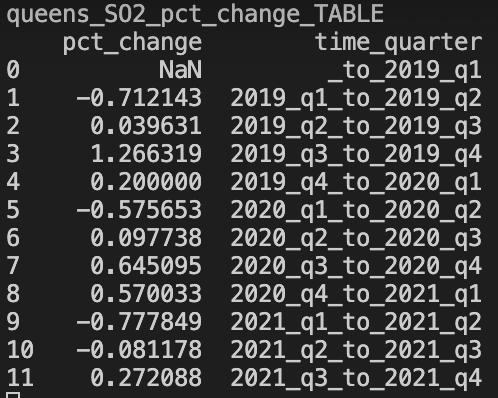 queens_SO2_pct_change_TABLE
pct_change time_quarter
0 NaN _to_2019_q1
1 -0.712143 2019_q1_to_2019_q2
2 0.039631 2019_q2_to_2019_q3
3 1.266319 2019_q3_to_2019_q4
4 0.200000 2019_q4_to_2020_q1
5 -0.575653 2020_q1_to_2020_q2
6 0.097738 2020_q2_to_2020_q3
7 0.645095 2020_q3_to_2020_q4
8 0.570033 2020_q4_to_2021_q1
9 -0.777849 2021_q1_to_2021_q2
10 -0.081178 2021_q2_to_2021_q3
11 0.272088 2021_q3_to_2021_q4